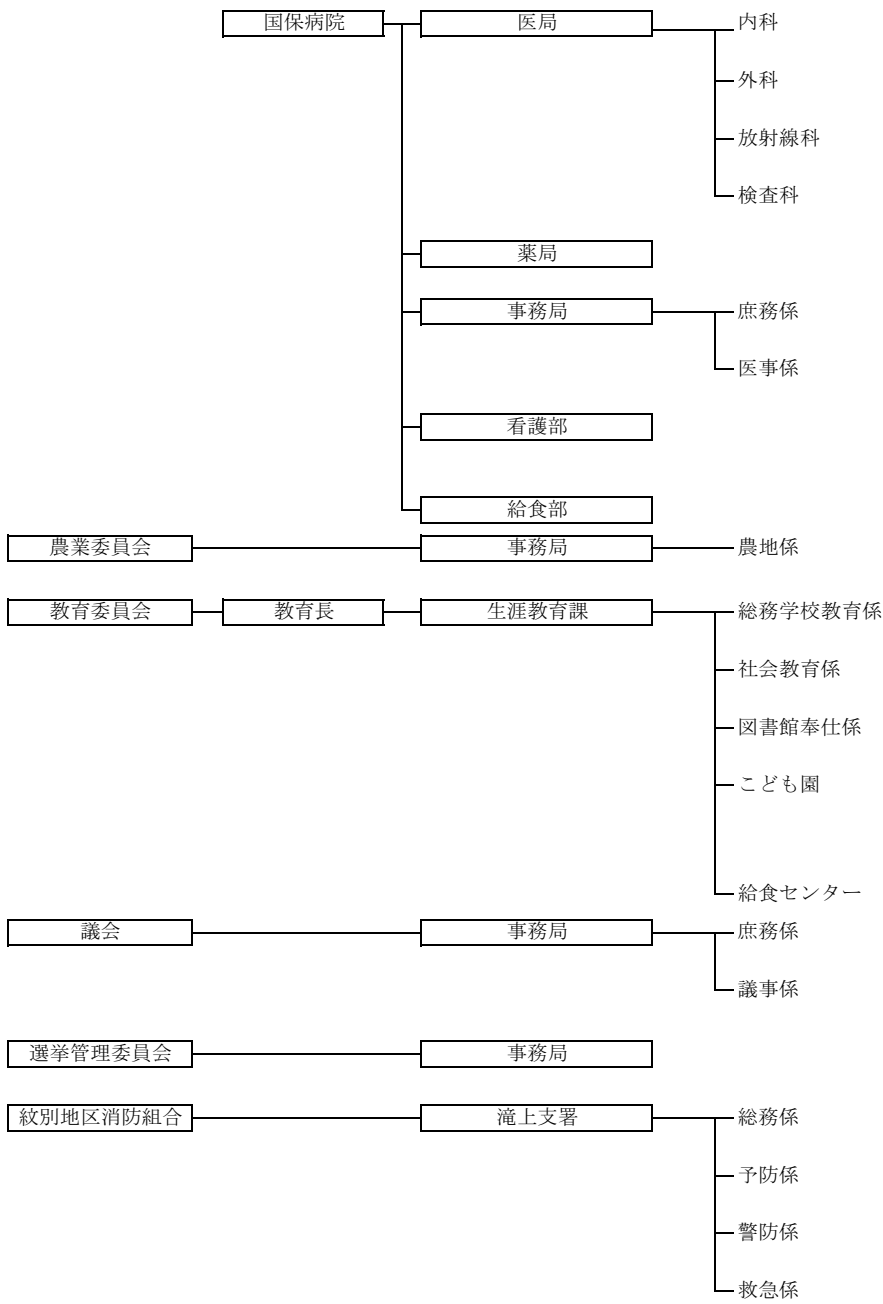 国保病院 医局 内科
外科
放射線科
検査科
薬局
事務局 庶務係
医事係
看護部
給食部
農業委員会 事務局 農地係
教育委員会 教育長 生涯教育課 総務学校教育係
社会教育係
図書館奉仕係
こども園
給食センター
議会 事務局 庶務係
議事係
選挙管理委員会 事務局
紋別地区消防組合 滝上支署 総務係
予防係
警防係
救急係